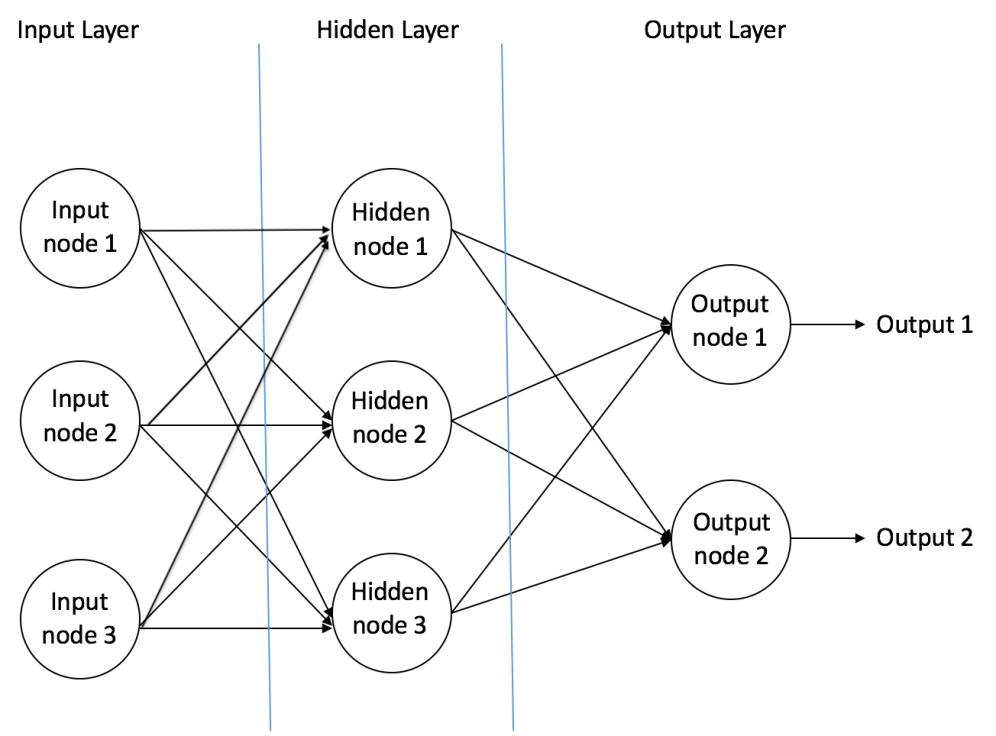 Input Layer
Hidden Layer
Output Layer
Input
node 1
Hidden
node 1
Output
node 1
Output 1
Input
node 2
Hidden
node 2
Output
node 2
Output 2
Input
node 3
Hidden
node 3